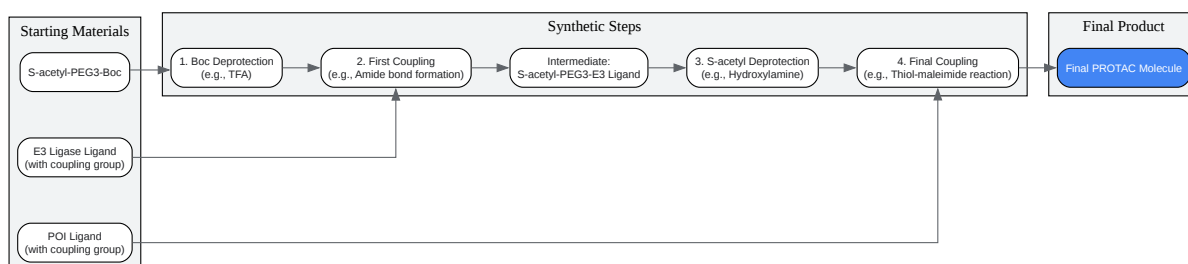 Starting Materials
Synthetic Steps
Final Product
S-acetyl-PEG3-Boc
1. Boc Deprotection
(e.g., TFA)
2. First Coupling
(e.g., Amide bond formation)
Intermediate:
S-acetyl-PEG3-E3 Ligand
3. S-acetyl Deprotection
(e.g., Hydroxylamine)
4. Final Coupling
(e.g., Thiol-maleimide reaction)
Final PROTAC Molecule
E3 Ligase Ligand
(with coupling group)
POI Ligand
(with coupling group)